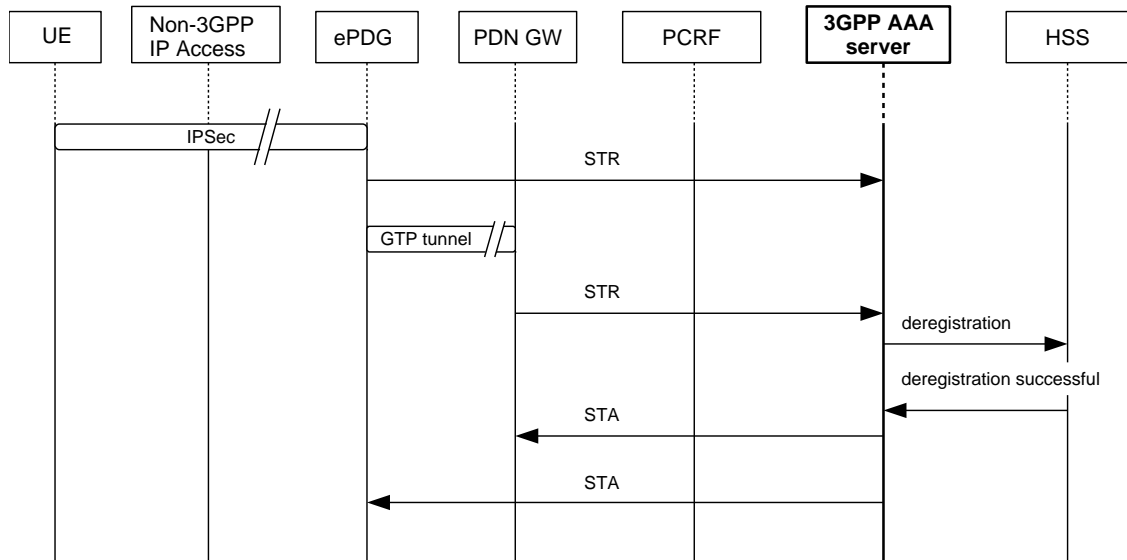 UE
Non-3GPP
IP Access
ePDG
PDN GW
PCRF
3GPP AAA
server
HSS
IPSec
STR
GTP tunnel
STR
deregistration
deregistration successful
STA
STA